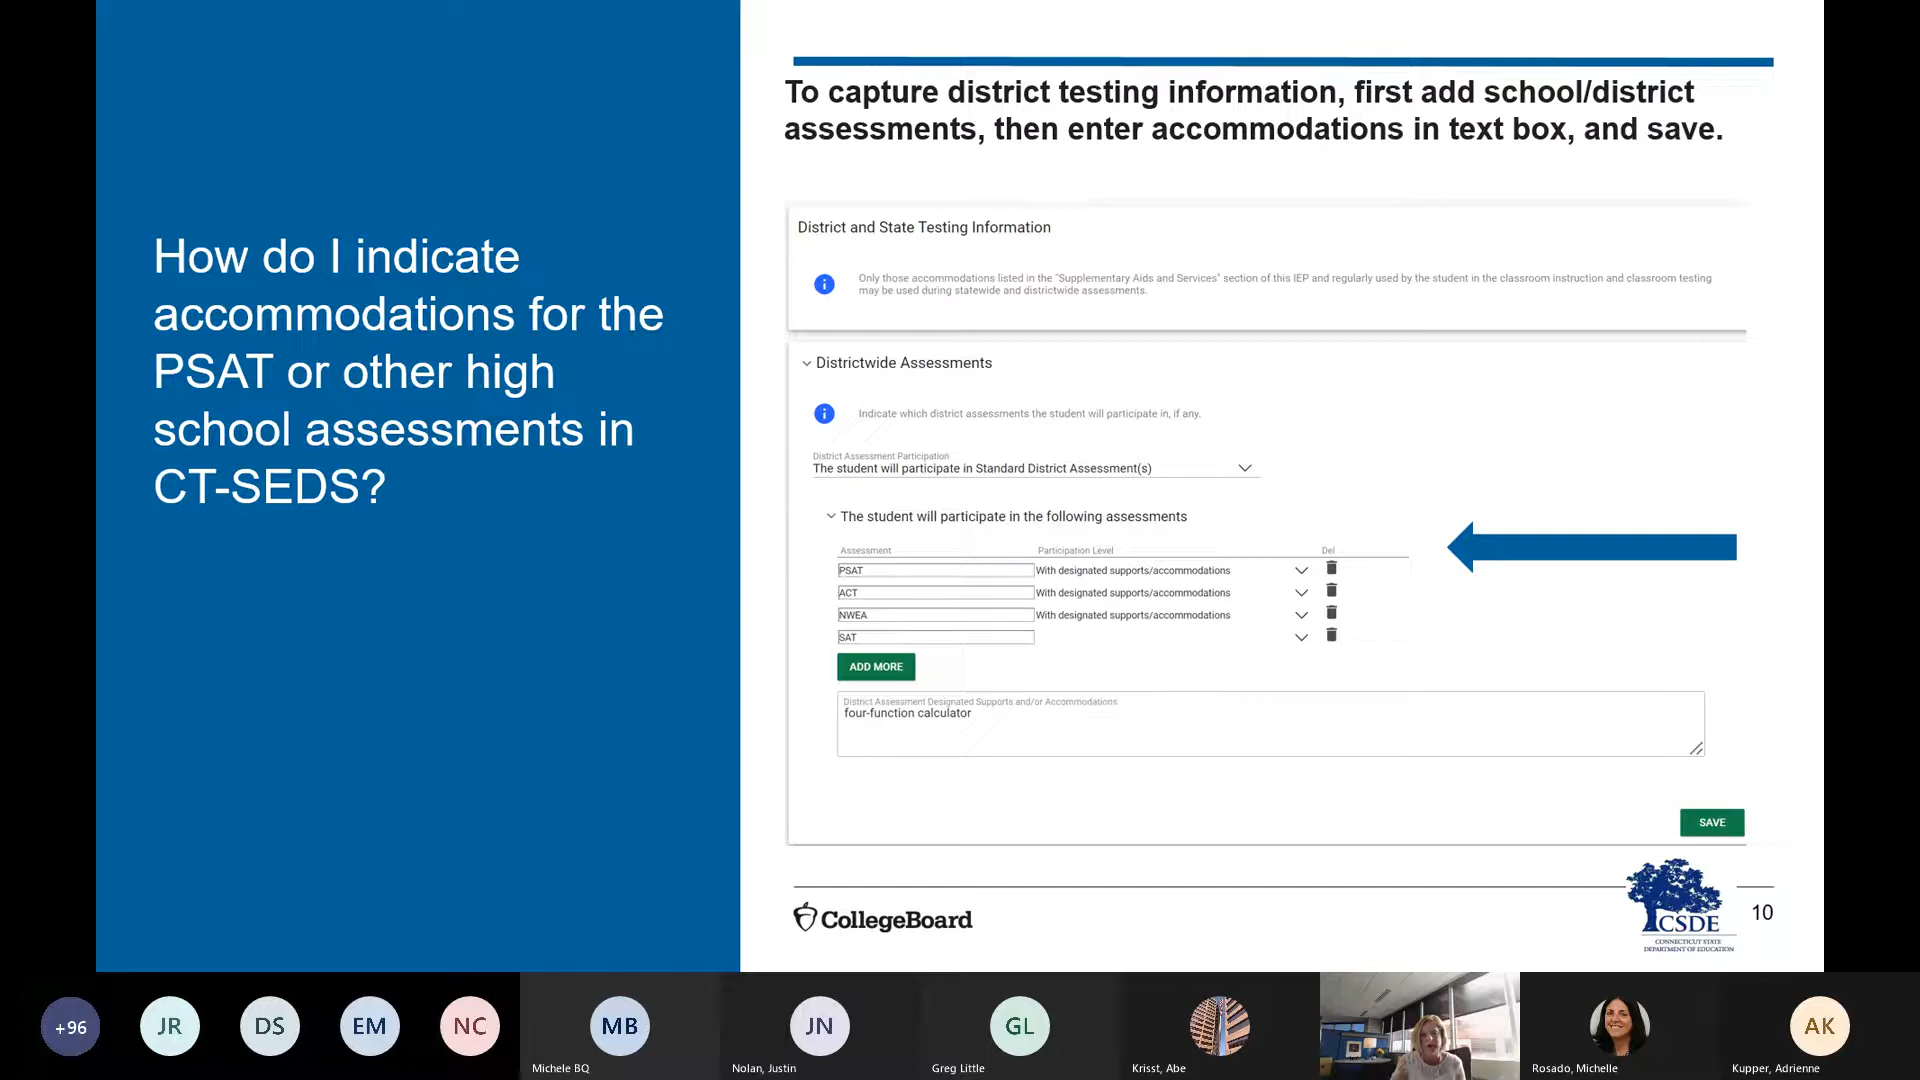 How do I indicate
accommodations for the
PSAT or other high
school assessments in
CT-SEDS?
To capture district testing information, first add school/district
assessments, then enter accommodations in text box, and save.
District and State Testing Information
Only those accommodations listed in the "Supplementary Aids and Services" section of this IEP and regularly used by the student in the classroom instruction and classroom testing
may be used during statewide and districtwide assessments.
Districtwide Assessments
Indicate which district assessments the student will participate in, if any.
District Assessment Participation
The student will participate in Standard District Assessment(s)
The student will participate in the following assessments
Assessment Participation Level Del
PSAT With designated supports/accommodations
ACT With designated supports/accommodations
NWEA With designated supports/accommodations
SAT
ADD MORE
District Assessment Designated Supports and/or Accommodations
four-function calculator
SAVE
CollegeBoard
CSDE
CONNECTICUT STATE
DEPARTMENT OF EDUCATION
10
+96 JR DS EM NC MB JN GL AK
Michele BQ Nolan, Justin Greg Little Krisst, Abe Rosado, Michelle Kupper, Adrienne